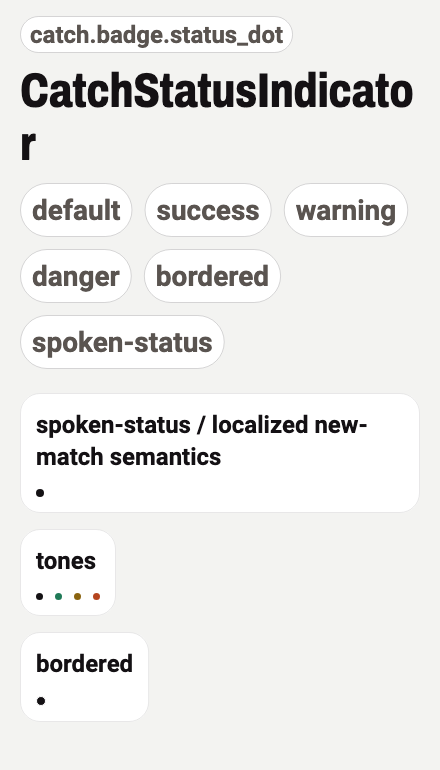 catch.badge.status_dot
CatchStatusIndicato
r
default success warning
danger bordered
spoken-status
spoken-status / localized new-
match semantics
tones
bordered